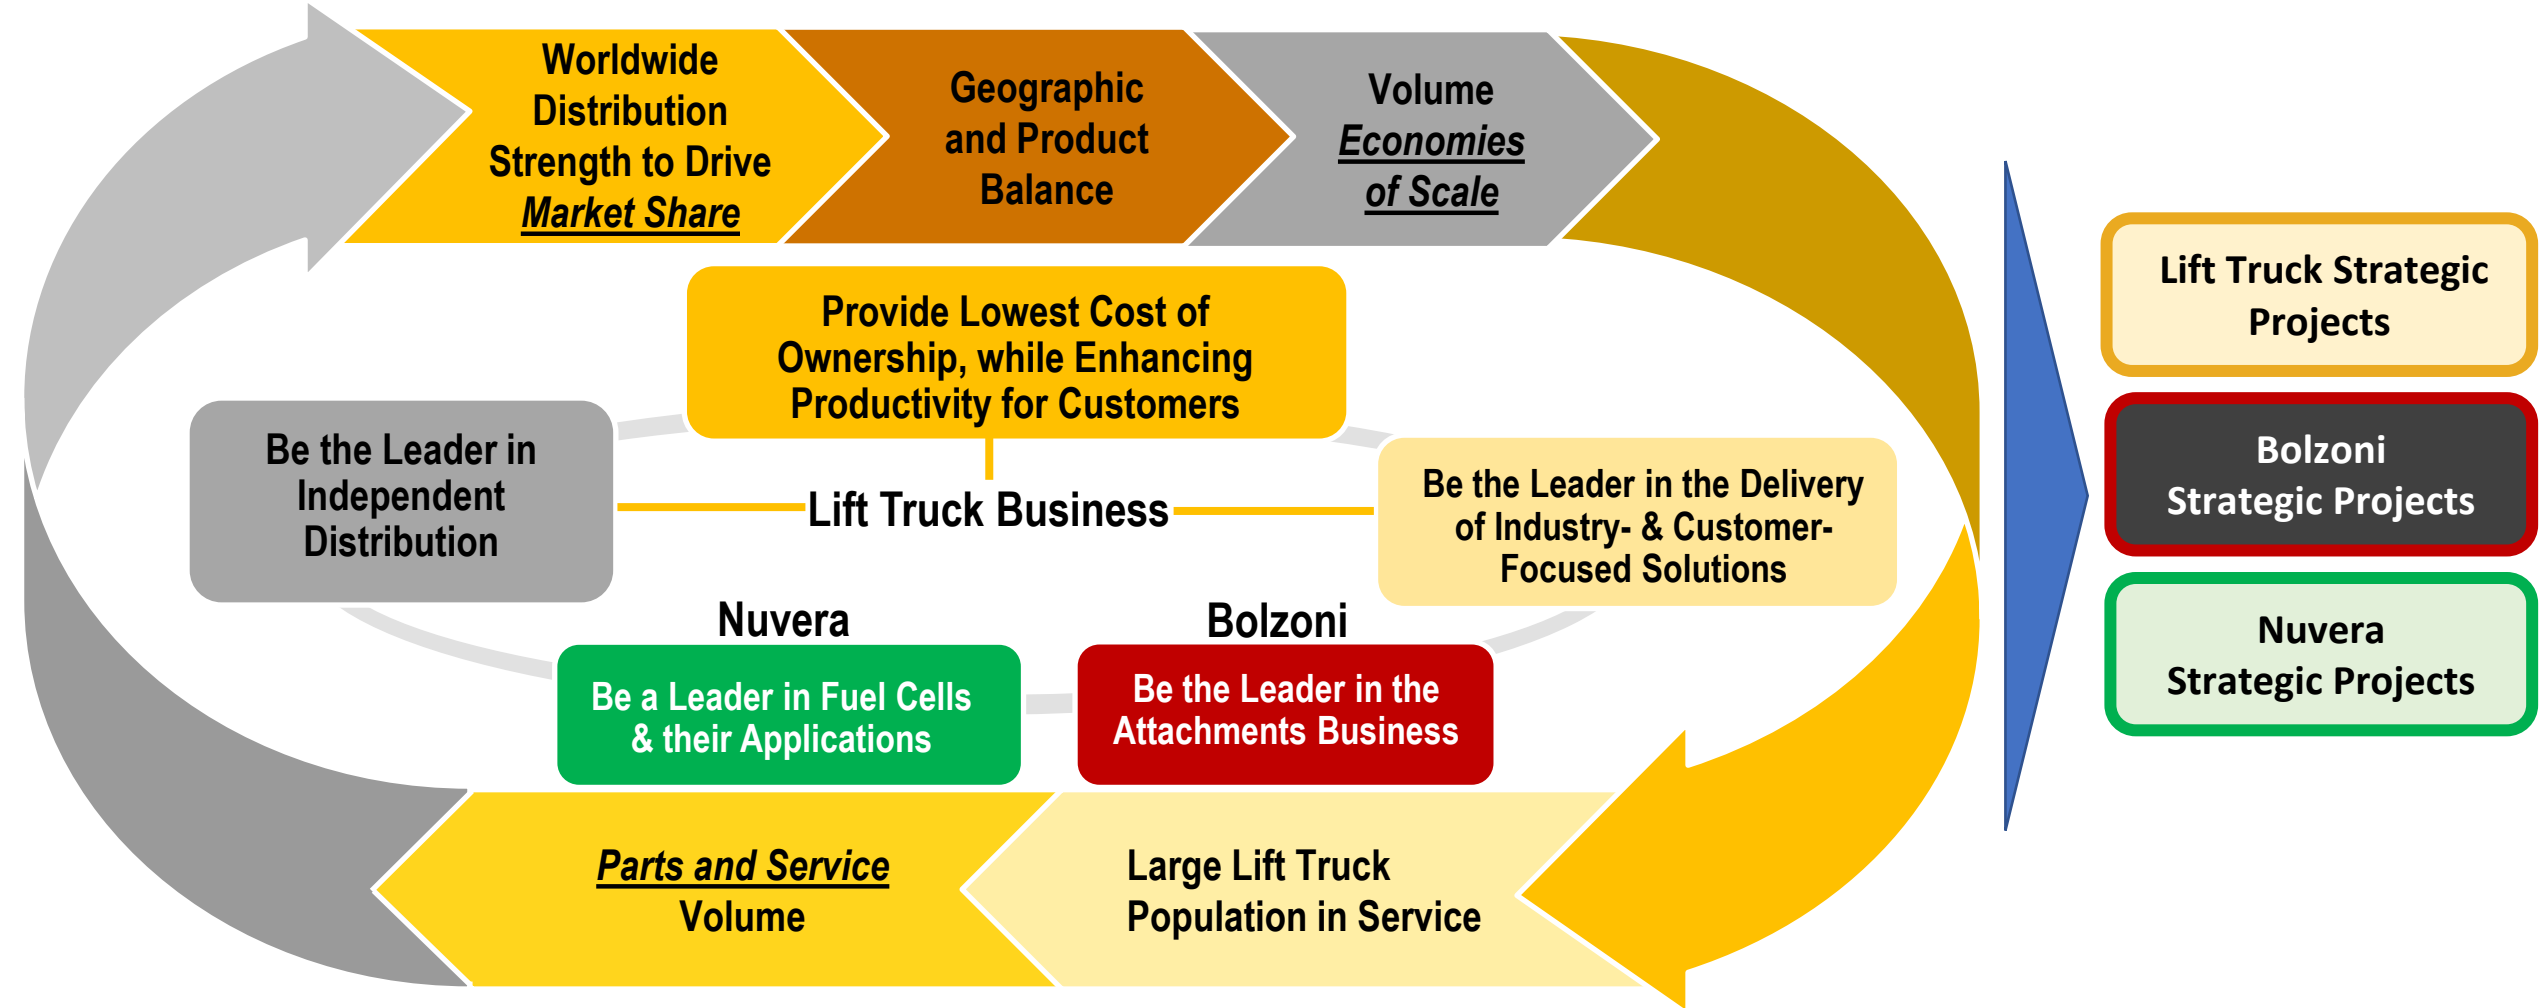 Worldwide
Distribution
Strength to Drive
Market Share
Geographic
and Product
Balance
Volume
Economies
of Scale
Provide Lowest Cost of
Ownership, while Enhancing
Productivity for Customers
Be the Leader in
Independent
Distribution
Lift Truck Business
Be the Leader in the Delivery
of Industry- & Customer-
Focused Solutions
Nuvera
Be a Leader in Fuel Cells
& their Applications
Bolzoni
Be the Leader in the
Attachments Business
Parts and Service
Volume
Large Lift Truck
Population in Service
Lift Truck Strategic
Projects
Bolzoni
Strategic Projects
Nuvera
Strategic Projects